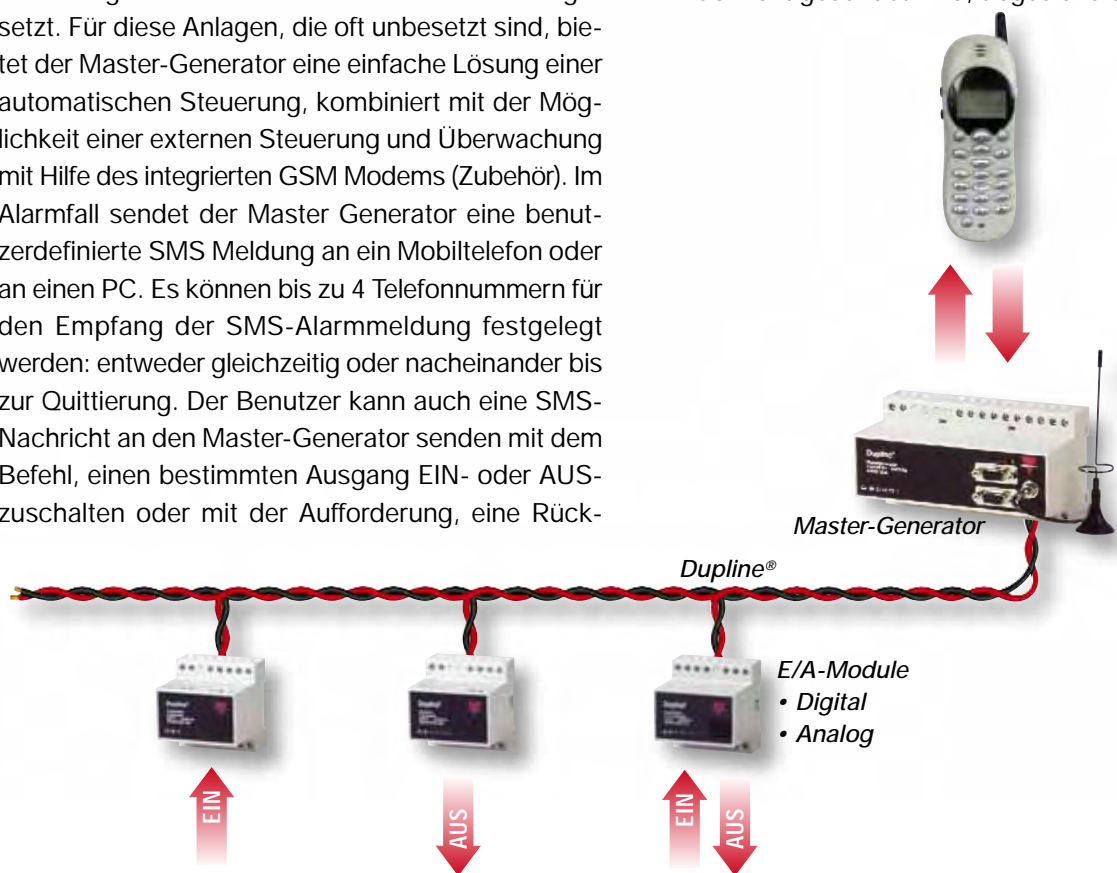 setzt. Für diese Anlagen, die oft unbesetzt sind, bie-
tet der Master-Generator eine einfache Lösung einer
automatischen Steuerung, kombiniert mit der Mög-
lichkeit einer externen Steuerung und Überwachung
mit Hilfe des integrierten GSM Modems (Zubehör). Im
Alarmfall sendet der Master Generator eine benut-
zerdefinierte SMS Meldung an ein Mobiltelefon oder
an einen PC. Es können bis zu 4 Telefonnummern für
den Empfang der SMS-Alarmmeldung festgelegt
werden: entweder gleichzeitig oder nacheinander bis
zur Quittierung. Der Benutzer kann auch eine SMS-
Nachricht an den Master-Generator senden mit dem
Befehl, einen bestimmten Ausgang EIN- oder AUS-
zuschalten oder mit der Aufforderung, eine Rück-
Dupline®
Master-Generator
Dupline®
Dupline®
Dupline®
Dupline®
E/A-Module
• Digital
• Analog
EIN
AUS
EIN
AUS